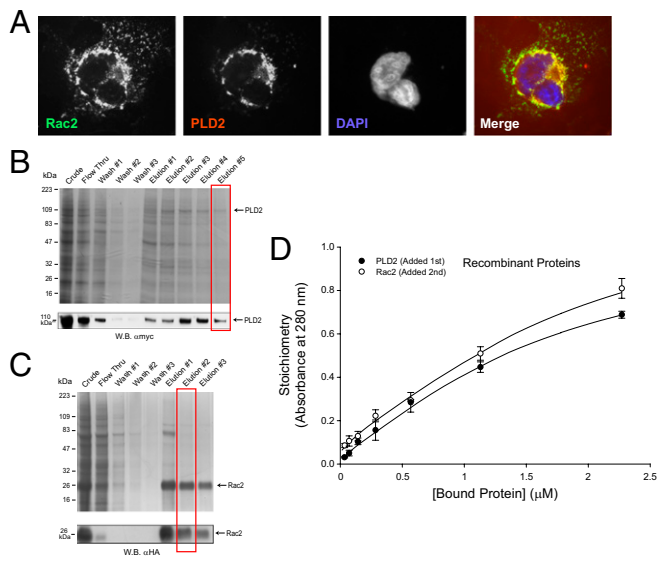 A
Rac2
PLD2
DAPI
Merge
B
kDa
Crude
Flow Thru
Wash #1
Wash #2
Wash #3
Elution #1
Elution #2
Elution #3
Elution #4
Elution #5
223
109
83
47
32
26
16
←PLD2
110
kDa
←PLD2
W.B. αmyc
C
kDa
Crude
Flow Thru
Wash #1
Wash #2
Wash #3
Elution #1
Elution #2
Elution #3
223
109
83
47
32
26
16
←Rac2
26
kDa
←Rac2
W.B. αHA
D
PLD2 (Added 1st)
Rac2 (Added 2nd)
Recombinant Proteins
Stoichiometry
(Absorbance at 280 nm)
1.0
0.8
0.6
0.4
0.2
0.0
0 0.5 1 1.5 2.0 2.5
[Bound Protein] (μM)